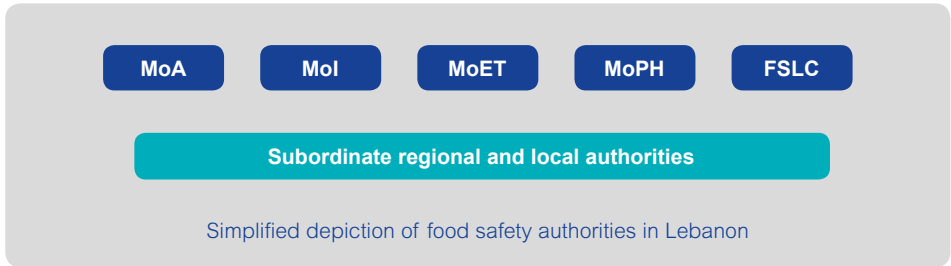 MoA MoI MoET MoPH FSLC
Subordinate regional and local authorities
Simplified depiction of food safety authorities in Lebanon